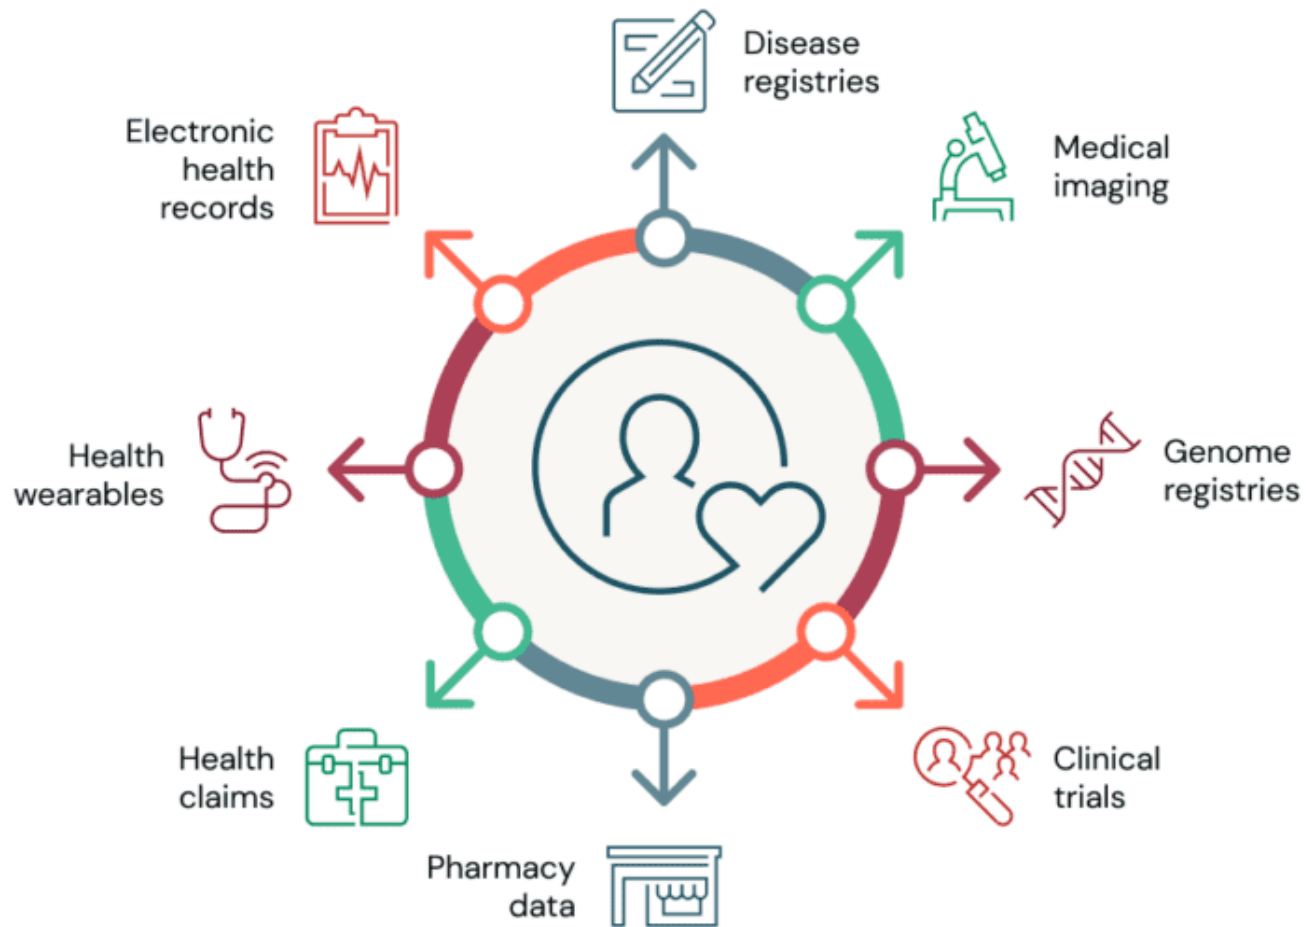 Disease
registries
Medical
imaging
Genome
registries
Clinical
trials
Pharmacy
data
Health
claims
Health
wearables
Electronic
health
records